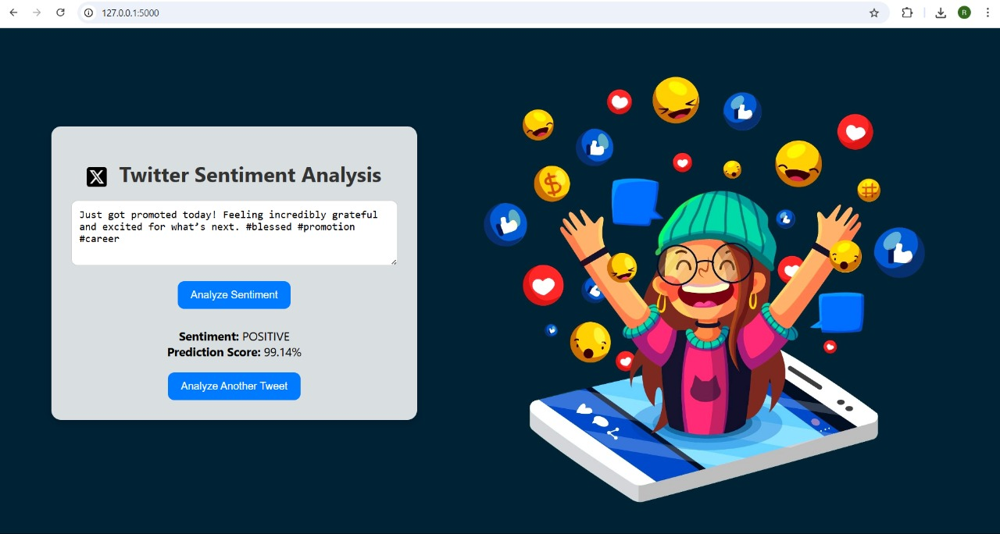 127.0.0.1:5000
R
X Twitter Sentiment Analysis
Just got promoted today! Feeling incredibly grateful
and excited for what’s next. #blessed #promotion
#career
Analyze Sentiment
Sentiment: POSITIVE
Prediction Score: 99.14%
Analyze Another Tweet
$
#